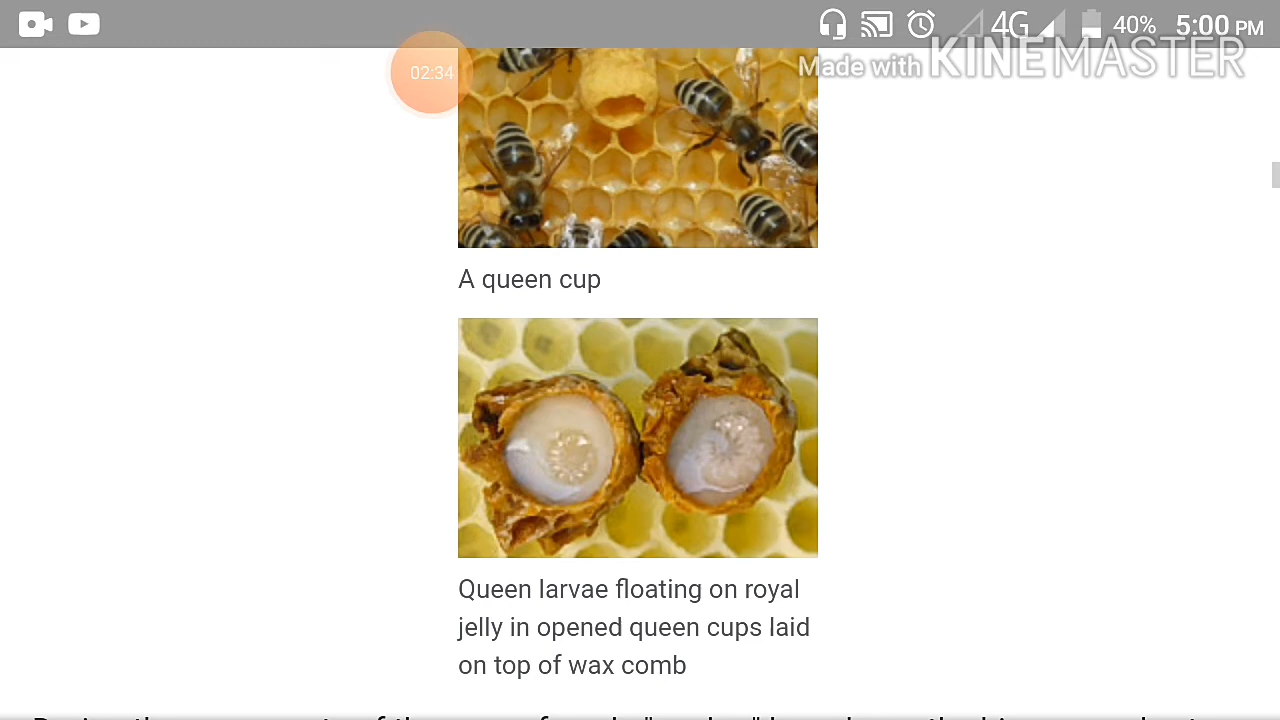 4G 40% 5:00 PM
02:34
Made with KINEMASTER
A queen cup
Queen larvae floating on royal
jelly in opened queen cups laid
on top of wax comb